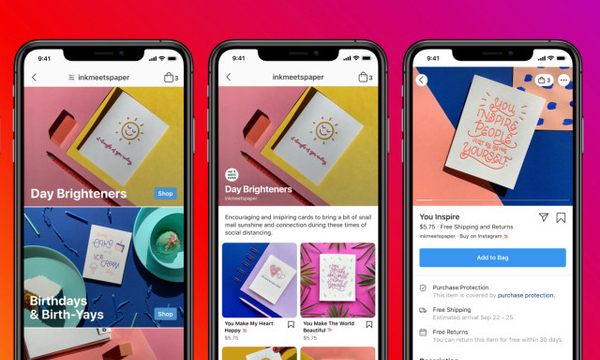 9:41
inkmeetspaper
3
Day Brighteners
Shop
Birthdays
& Birth-Yays
Shop
9:41
inkmeetspaper
3
Day Brighteners
inkmeetspaper
Encouraging and inspiring cards to bring a bit of snail
mail sunshine and connection during these times of
social distancing.
You Make My Heart
Happy
$5.75
You Make The World
Beautiful
$5.75
9:41
3
YOU
INSPIRE
PEOPLE
YOURSELF
You Inspire
$5.75 · Free Shipping and Returns
inkmeetspaper · Buy on Instagram
Add to Bag
Purchase Protection
This item is covered by purchase protection.
Free Shipping
Estimated arrival Sep 22 – 25.
Free Returns
You can return this item for free within 30 days.